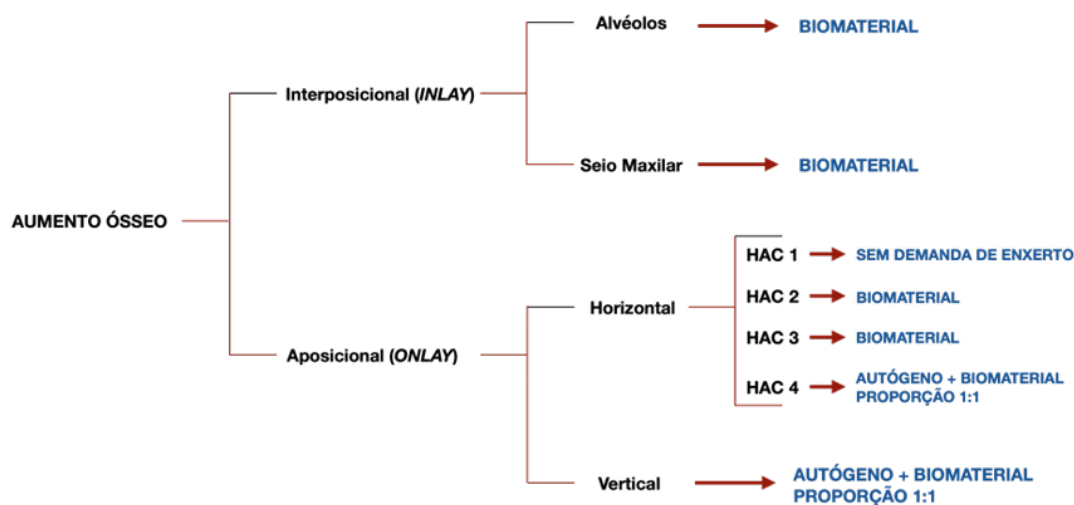 Alvéolos
BIOMATERIAL
Interposicional (INLAY)
Seio Maxilar
BIOMATERIAL
AUMENTO ÓSSEO
HAC 1
SEM DEMANDA DE ENXERTO
HAC 2
BIOMATERIAL
Horizontal
HAC 3
BIOMATERIAL
Aposicional (ONLAY)
HAC 4
AUTÓGENO + BIOMATERIAL
PROPORÇÃO 1:1
Vertical
AUTÓGENO + BIOMATERIAL
PROPORÇÃO 1:1